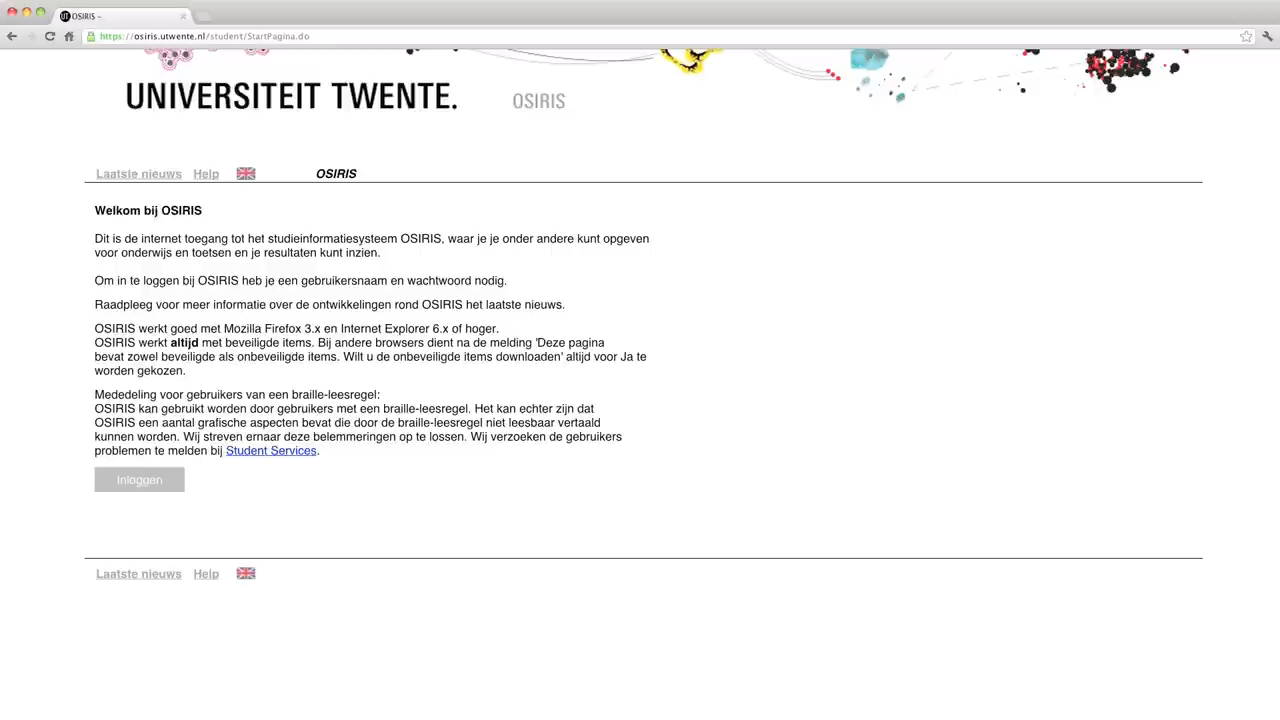 UT OSIRIS –
https://osiris.utwente.nl/student/StartPagina.do
UNIVERSITEIT TWENTE. OSIRIS
Laatste nieuws Help OSIRIS
Welkom bij OSIRIS
Dit is de internet toegang tot het studieinformatiesysteem OSIRIS, waar je je onder andere kunt opgeven
voor onderwijs en toetsen en je resultaten kunt inzien.
Om in te loggen bij OSIRIS heb je een gebruikersnaam en wachtwoord nodig.
Raadpleeg voor meer informatie over de ontwikkelingen rond OSIRIS het laatste nieuws.
OSIRIS werkt goed met Mozilla Firefox 3.x en Internet Explorer 6.x of hoger.
OSIRIS werkt altijd met beveiligde items. Bij andere browsers dient na de melding 'Deze pagina
bevat zowel beveiligde als onbeveiligde items. Wilt u de onbeveiligde items downloaden' altijd voor Ja te
worden gekozen.
Mededeling voor gebruikers van een braille-leesregel:
OSIRIS kan gebruikt worden door gebruikers met een braille-leesregel. Het kan echter zijn dat
OSIRIS een aantal grafische aspecten bevat die door de braille-leesregel niet leesbaar vertaald
kunnen worden. Wij streven ernaar deze belemmeringen op te lossen. Wij verzoeken de gebruikers
problemen te melden bij Student Services.
Inloggen
Laatste nieuws Help